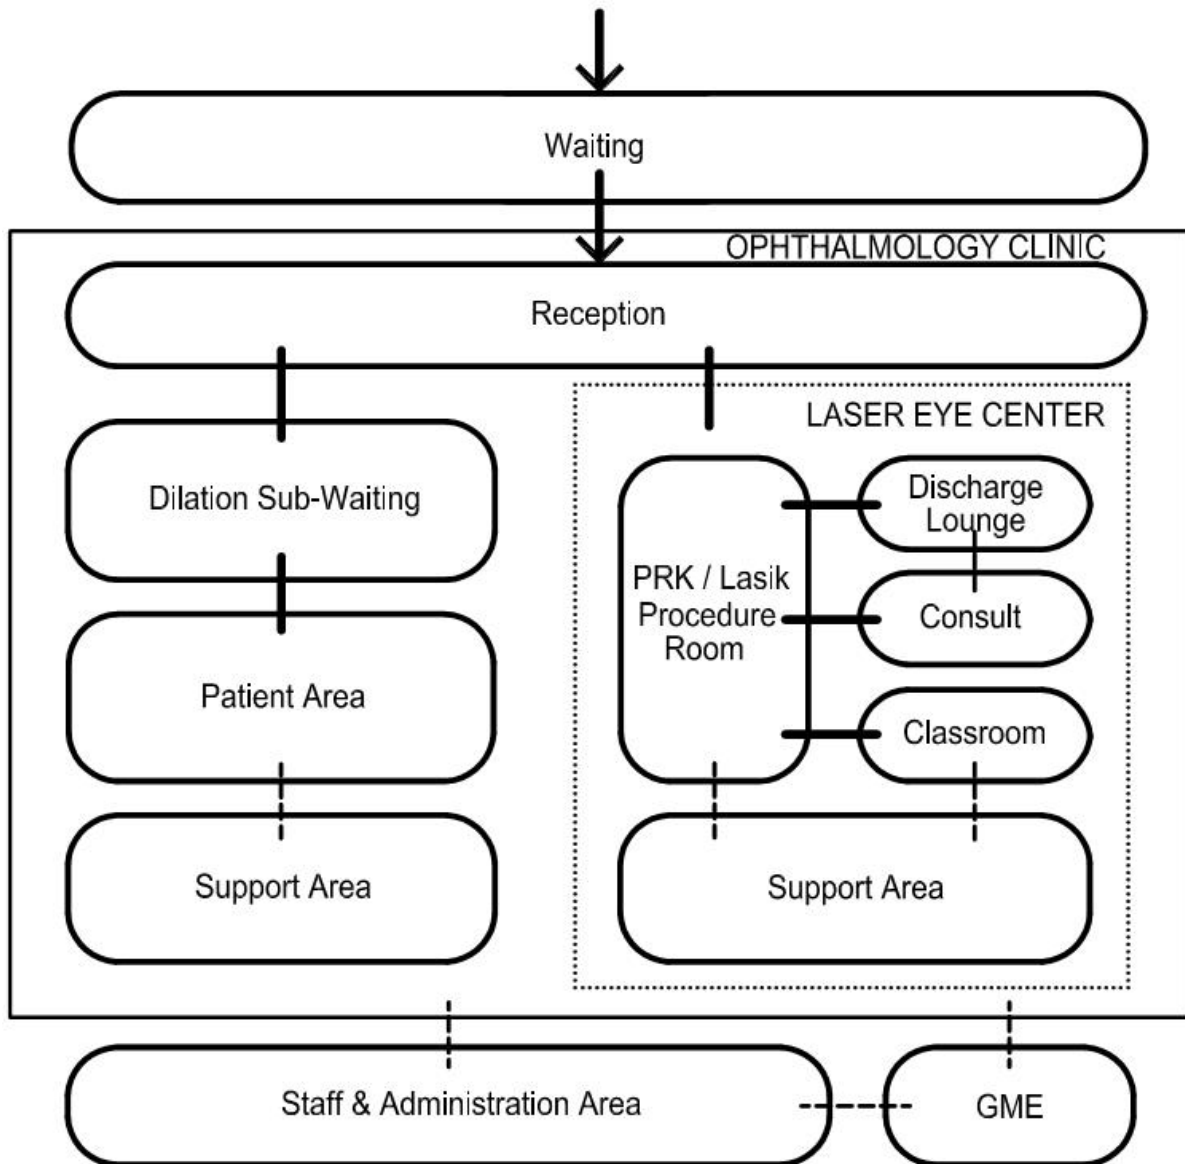 Waiting
OPHTHALMOLOGY CLINIC
Reception
LASER EYE CENTER
Dilation Sub-Waiting
Discharge
Lounge
PRK / Lasik
Procedure
Room
Consult
Patient Area
Classroom
Support Area
Support Area
Staff & Administration Area
GME